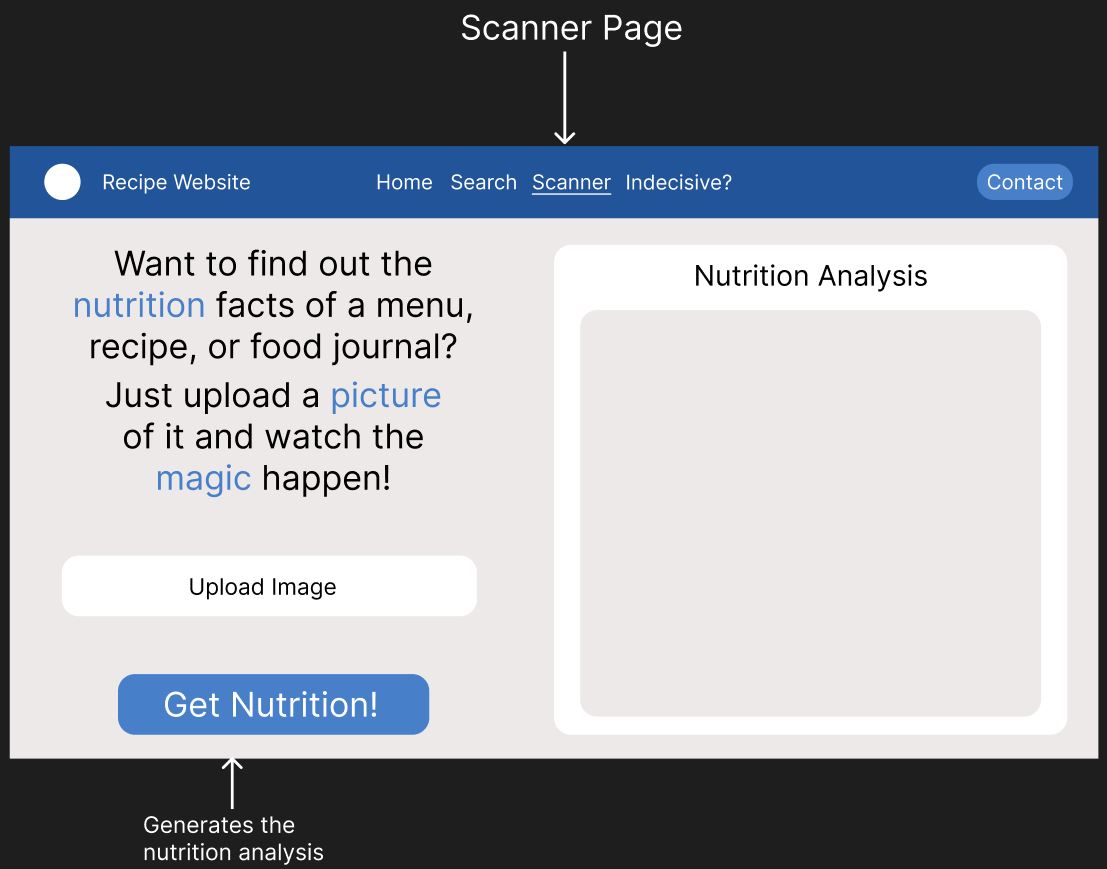 Scanner Page
Recipe Website
Home Search Scanner Indecisive?
Contact
Want to find out the
nutrition facts of a menu,
recipe, or food journal?
Just upload a picture
of it and watch the
magic happen!
Upload Image
Get Nutrition!
Nutrition Analysis
Generates the
nutrition analysis